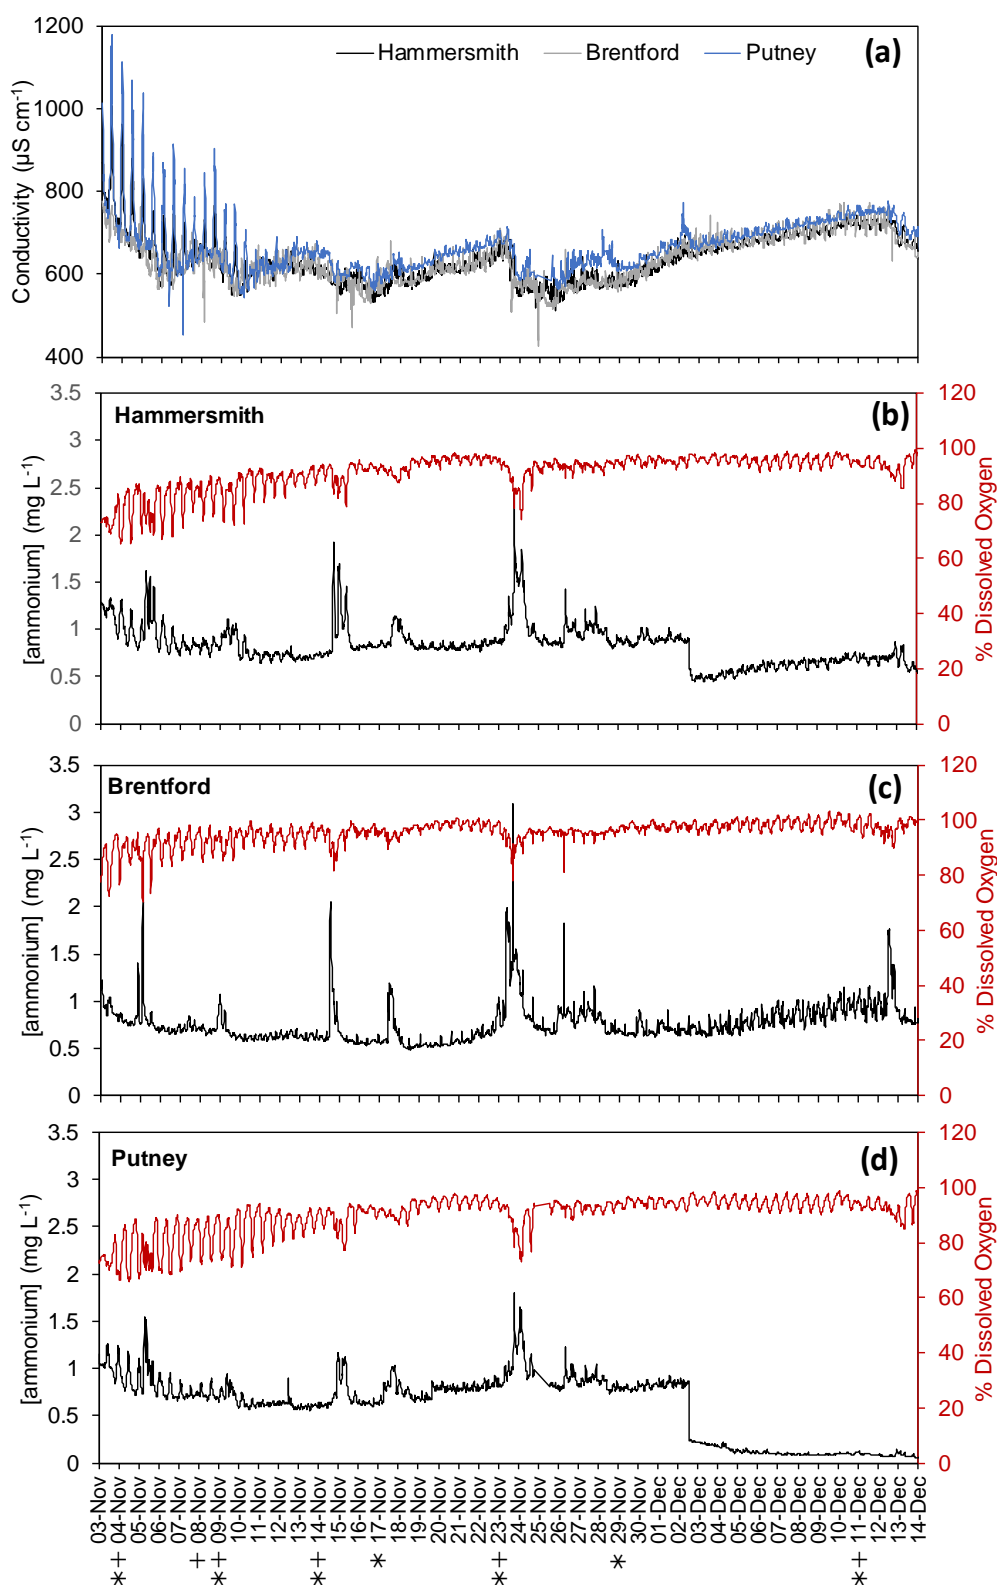 1200
1000
800
600
400
Conductivity (µS cm-1)
Hammersmith
Brentford
Putney
(a)
3.5
3
2.5
2
1.5
1
0.5
0
[ammonium] (mg L-1)
Hammersmith
(b)
120
100
80
60
40
20
0
% Dissolved Oxygen
3.5
3
2.5
2
1.5
1
0.5
0
[ammonium] (mg L-1)
Brentford
(c)
120
100
80
60
40
20
0
% Dissolved Oxygen
3.5
3
2.5
2
1.5
1
0.5
0
[ammonium] (mg L-1)
Putney
(d)
120
100
80
60
40
20
0
% Dissolved Oxygen
03-Nov
04-Nov
05-Nov
06-Nov
07-Nov
08-Nov
09-Nov
10-Nov
11-Nov
12-Nov
13-Nov
14-Nov
15-Nov
16-Nov
17-Nov
18-Nov
19-Nov
20-Nov
21-Nov
22-Nov
23-Nov
24-Nov
25-Nov
26-Nov
27-Nov
28-Nov
29-Nov
30-Nov
01-Dec
02-Dec
03-Dec
04-Dec
05-Dec
06-Dec
07-Dec
08-Dec
09-Dec
10-Dec
11-Dec
12-Dec
13-Dec
14-Dec
*+
+
*+
*+
*
*+
*
*+